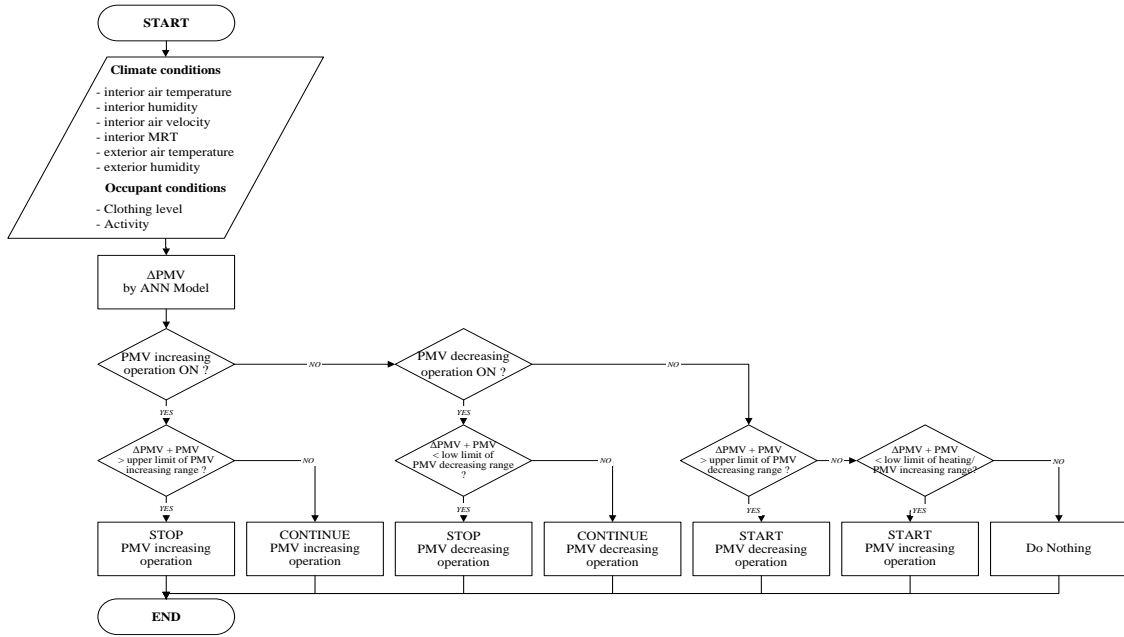 START
Climate conditions
- interior air temperature
- interior humidity
- interior air velocity
- interior MRT
- exterior air temperature
- exterior humidity
Occupant conditions
- Clothing level
- Activity
ΔPMV
by ANN Model
PMV increasing
operation ON ?
NO
PMV decreasing
operation ON ?
NO
YES
YES
ΔPMV + PMV
> upper limit of PMV
increasing range ?
NO
ΔPMV + PMV
< low limit of
PMV decreasing range
?
NO
ΔPMV + PMV
> upper limit of PMV
decreasing range ?
NO
ΔPMV + PMV
< low limit of heating/
PMV increasing range?
NO
YES
YES
YES
YES
STOP
PMV increasing
operation
CONTINUE
PMV increasing
operation
STOP
PMV decreasing
operation
CONTINUE
PMV decreasing
operation
START
PMV decreasing
operation
START
PMV increasing
operation
Do Nothing
END